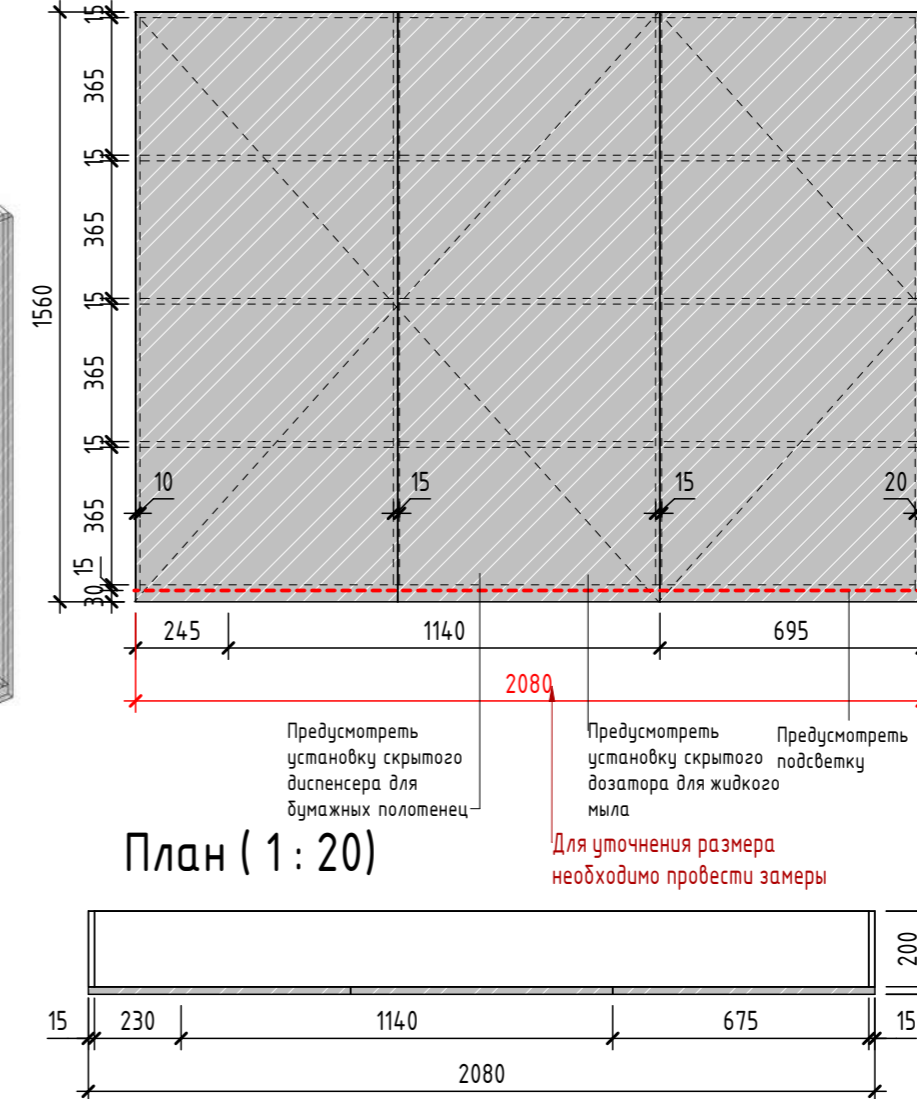 15
365
15
365
15
365
15
365
15
30
1560
10
15
15
20
245
1140
695
2080
Предусмотреть
установку скрытого
диспенсера для
бумажных полотенец
Предусмотреть
установку скрытого
дозатора для жидкого
мыла
Предусмотреть
подсветку
Для уточнения размера
необходимо провести замеры
План ( 1 : 20)
200
15
230
1140
675
15
2080